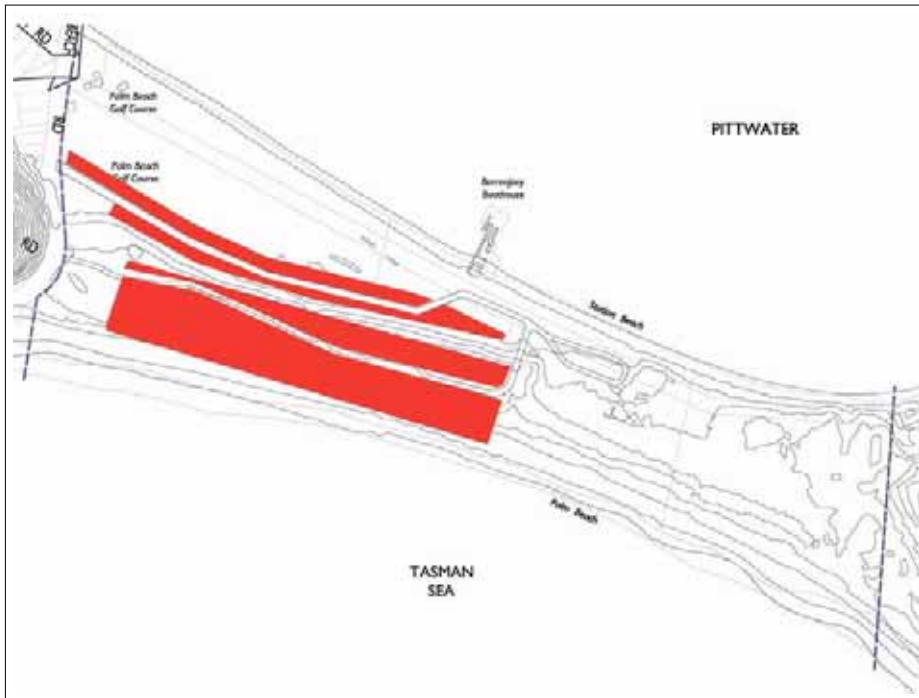 RD
RD
Palm Beach
Golf Course
PITTWATER
Palm Beach
Golf Course
Barrenjoey
Boathouse
RD
Station Beach
Palm Beach
TASMAN
SEA